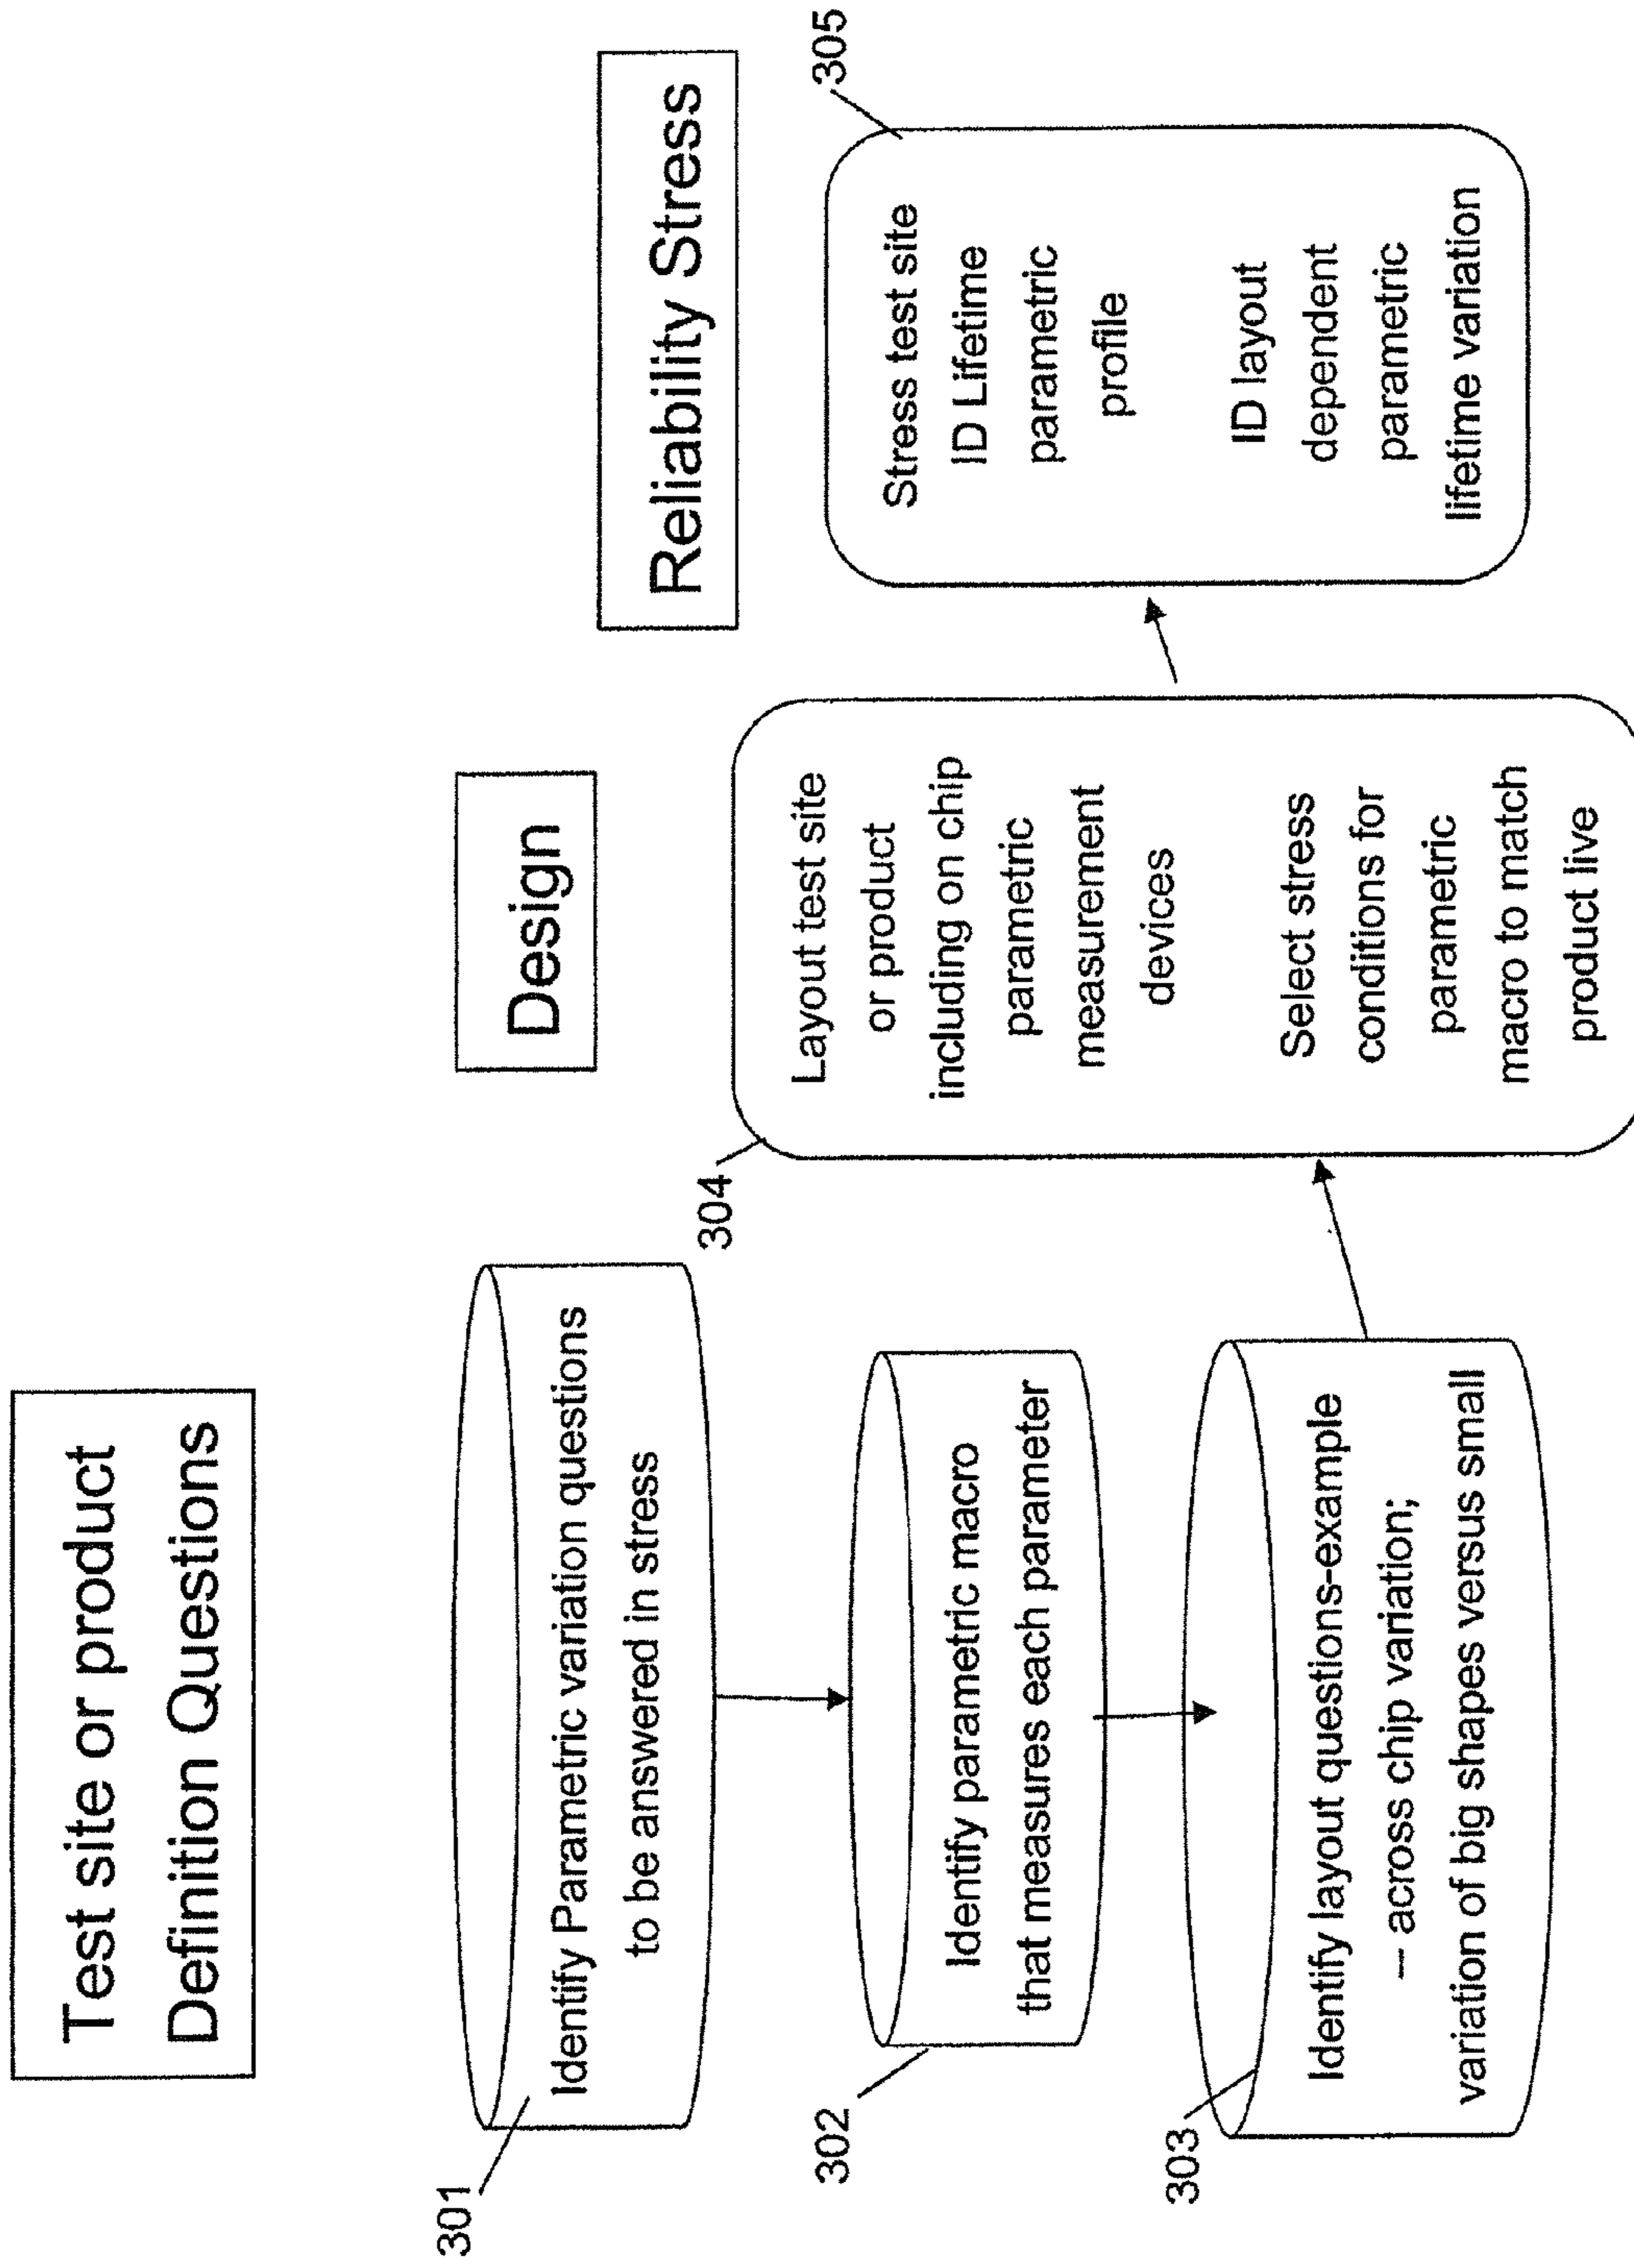 Test site or product
Definition Questions
301
Identify Parametric variation questions
to be answered in stress
302
Identify parametric macro
that measures each parameter
303
Identify layout questions-example
– across chip variation;
variation of big shapes versus small
Design
304
Layout test site
or product
including on chip
parametric
measurement
devices
Select stress
conditions for
parametric
macro to match
product live
Reliability Stress
305
Stress test site
ID Lifetime
parametric
profile
ID layout
dependent
parametric
lifetime variation